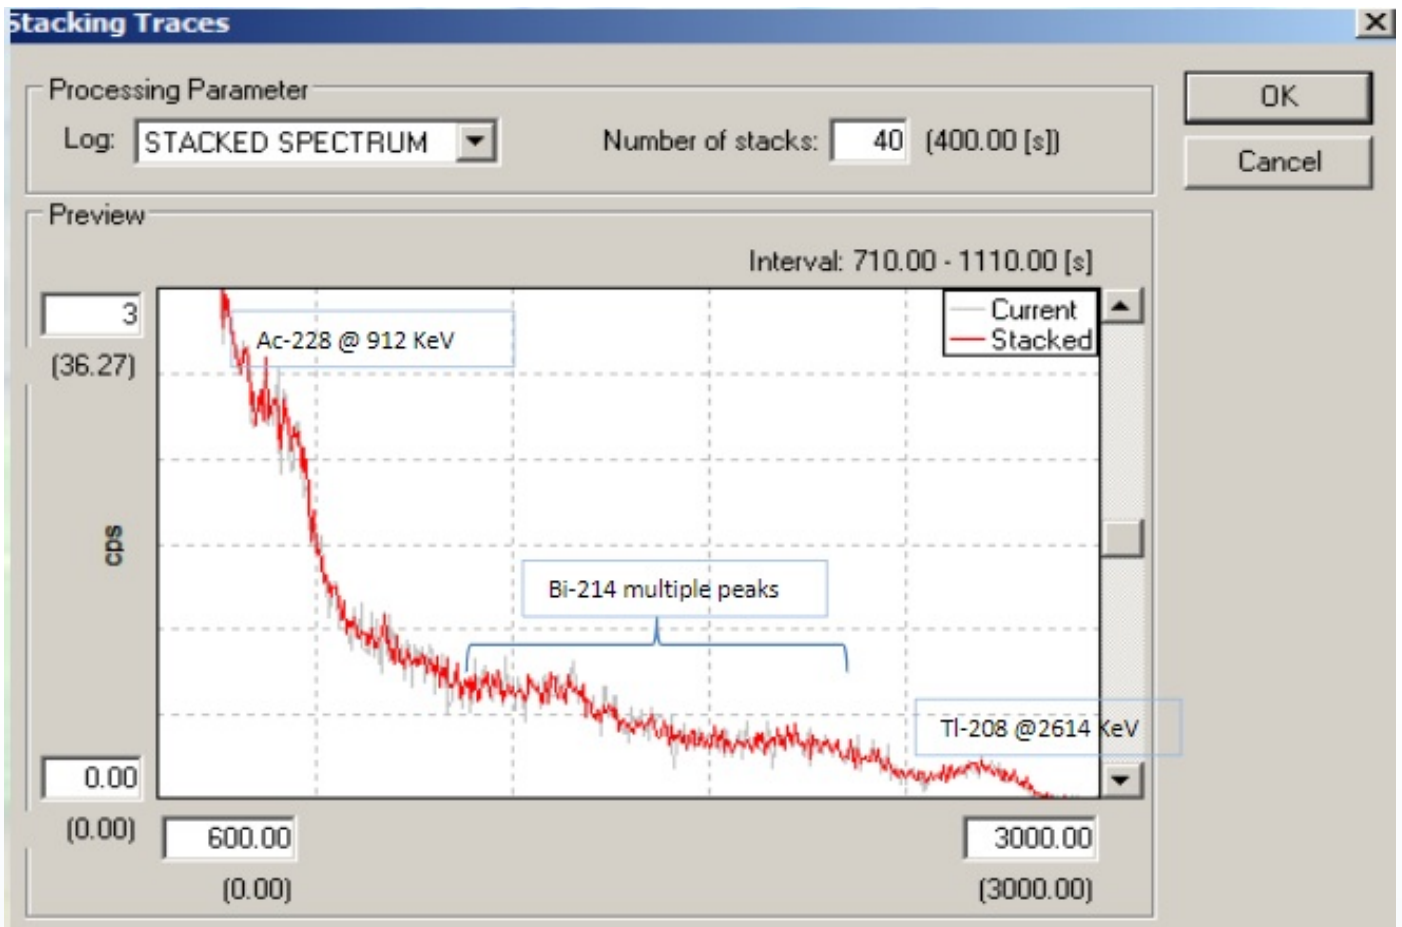 Stacking Traces
Processing Parameter
Log: STACKED SPECTRUM
Number of stacks: 40 (400.00 [s])
OK
Cancel
Preview
Interval: 710.00 - 1110.00 [s]
3
(36.27)
Current
Stacked
Ac-228 @ 912 KeV
cps
Bi-214 multiple peaks
Tl-208 @2614 KeV
0.00
(0.00)
600.00
(0.00)
3000.00
(3000.00)